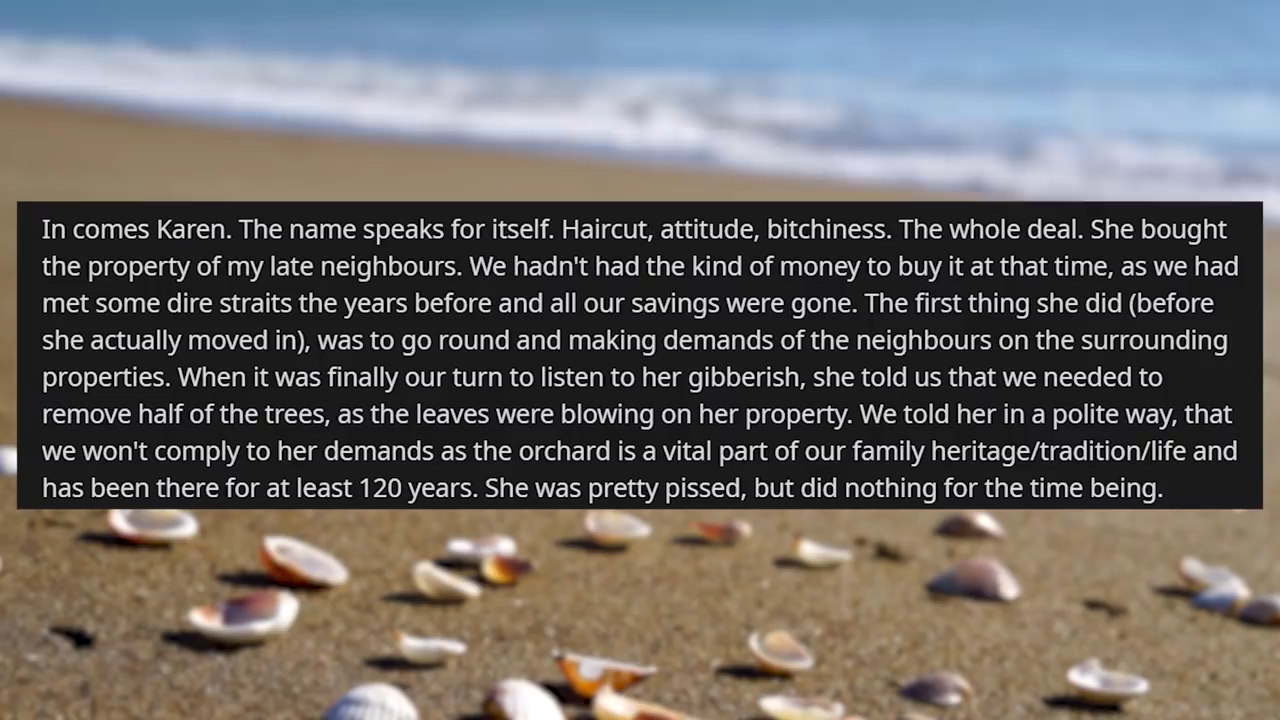 In comes Karen. The name speaks for itself. Haircut, attitude, bitchiness. The whole deal. She bought
the property of my late neighbours. We hadn't had the kind of money to buy it at that time, as we had
met some dire straits the years before and all our savings were gone. The first thing she did (before
she actually moved in), was to go round and making demands of the neighbours on the surrounding
properties. When it was finally our turn to listen to her gibberish, she told us that we needed to
remove half of the trees, as the leaves were blowing on her property. We told her in a polite way, that
we won't comply to her demands as the orchard is a vital part of our family heritage/tradition/life and
has been there for at least 120 years. She was pretty pissed, but did nothing for the time being.